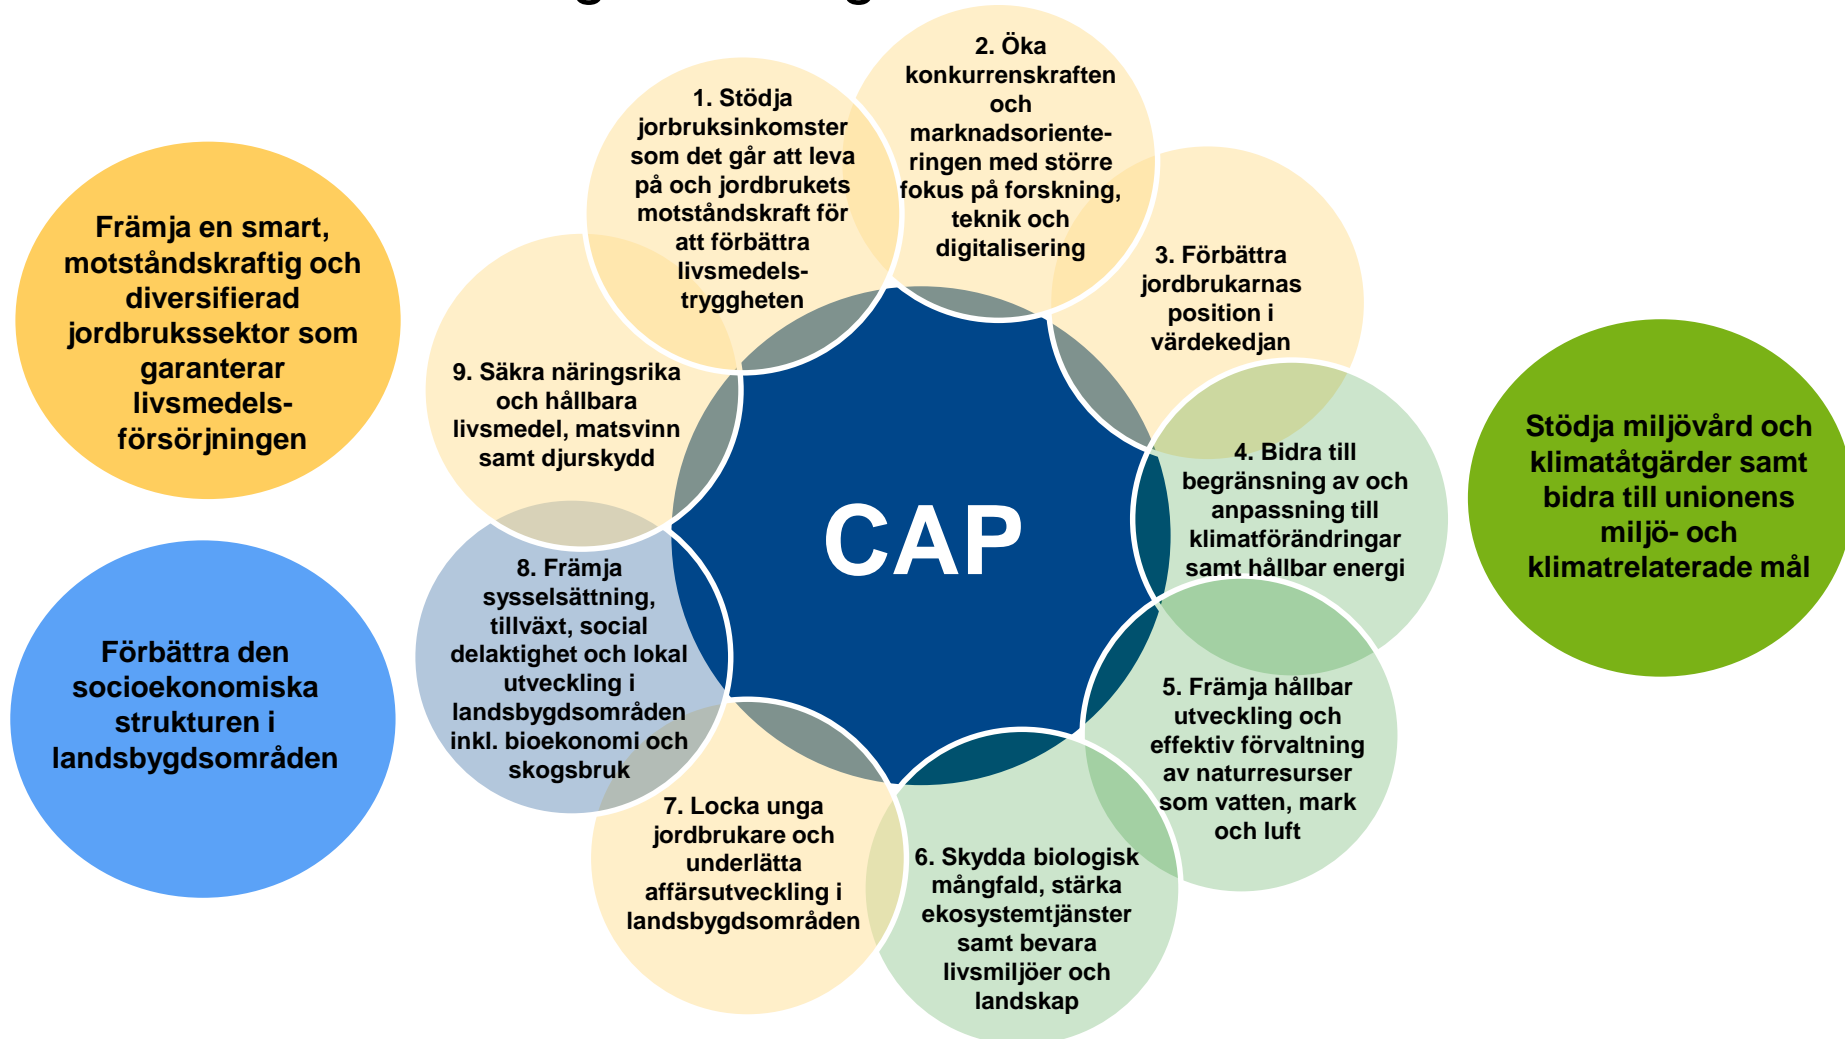 Främja en smart,
motståndskraftig och
diversifierad
jordbrukssektor som
garanterar
livsmedels-
försörjningen
Förbättra den
socioekonomiska
strukturen i
landsbygdsområden
1. Stödja
jorbruksinkomster
som det går att leva
på och jordbrukets
motståndskraft för
att förbättra
livsmedels-
tryggheten
2. Öka
konkurrenskraften
och
marknadsoriente-
ringen med större
fokus på forskning,
teknik och
digitalisering
3. Förbättra
jordbrukarnas
position i
värdekedjan
4. Bidra till
begränsning av och
anpassning till
klimatförändringar
samt hållbar energi
5. Främja hållbar
utveckling och
effektiv förvaltning
av naturresurser
som vatten, mark
och luft
6. Skydda biologisk
mångfald, stärka
ekosystemtjänster
samt bevara
livsmiljöer och
landskap
7. Locka unga
jordbrukare och
underlätta
affärsutveckling i
landsbygdsområden
8. Främja
sysselsättning,
tillväxt, social
delaktighet och lokal
utveckling i
landsbygdsområden
inkl. bioekonomi och
skogsbruk
9. Säkra näringsrika
och hållbara
livsmedel, matsvinn
samt djurskydd
CAP
Stödja miljövård och
klimatåtgärder samt
bidra till unionens
miljö- och
klimatrelaterade mål